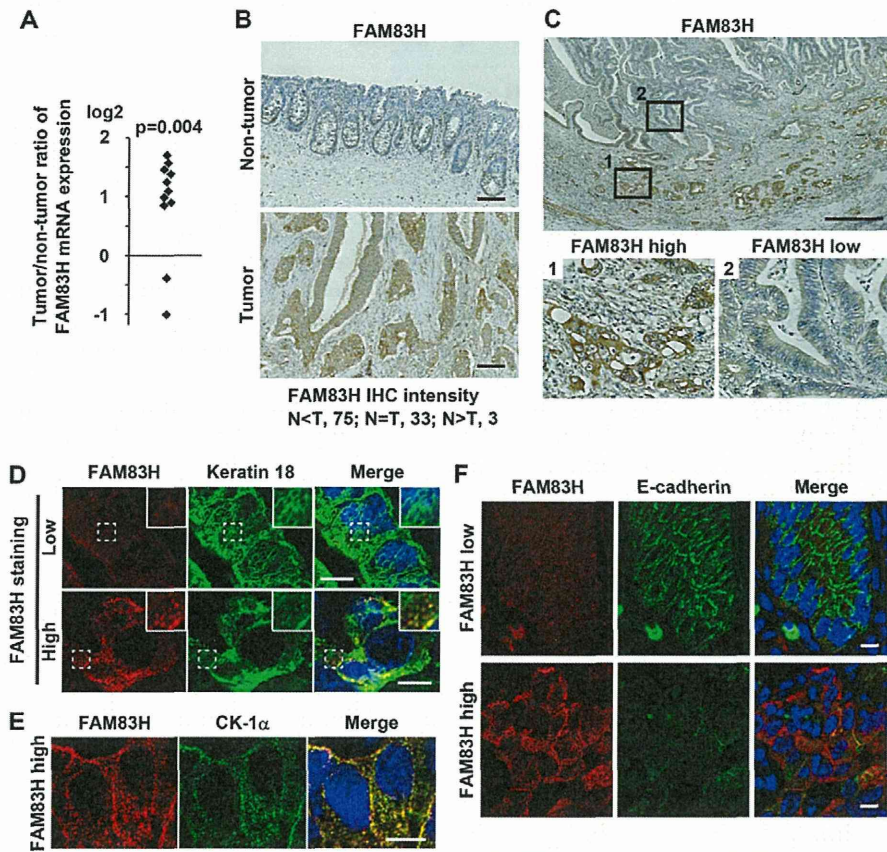 A
log2
p=0.004
2
1
0
-1
Tumor/non-tumor ratio of
FAM83H mRNA expression
B
FAM83H
Non-tumor
Tumor
FAM83H IHC intensity
N<T, 75; N=T, 33; N>T, 3
C
FAM83H
2
1
FAM83H high
FAM83H low
1
2
D
FAM83H
Keratin 18
Merge
FAM83H staining
Low
High
E
FAM83H
CK-1α
Merge
FAM83H high
F
FAM83H
E-cadherin
Merge
FAM83H low
FAM83H high